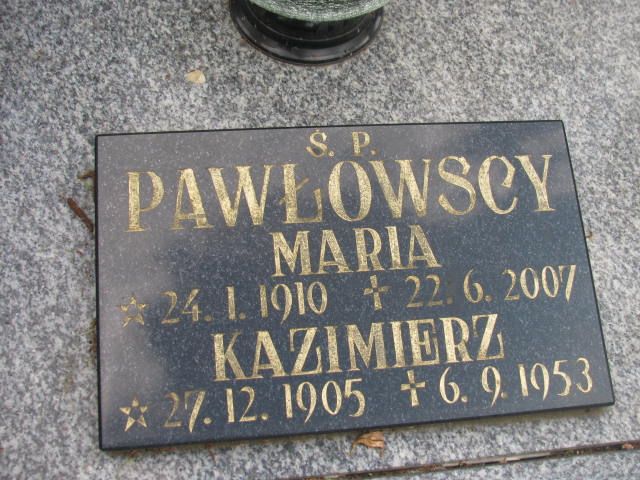 Ś. P.
PAWŁOWSCY
MARIA
☆ 24. 1. 1910 ✝ 22. 6. 2007
KAZIMIERZ
☆ 27. 12. 1905 ✝ 6. 9. 1953